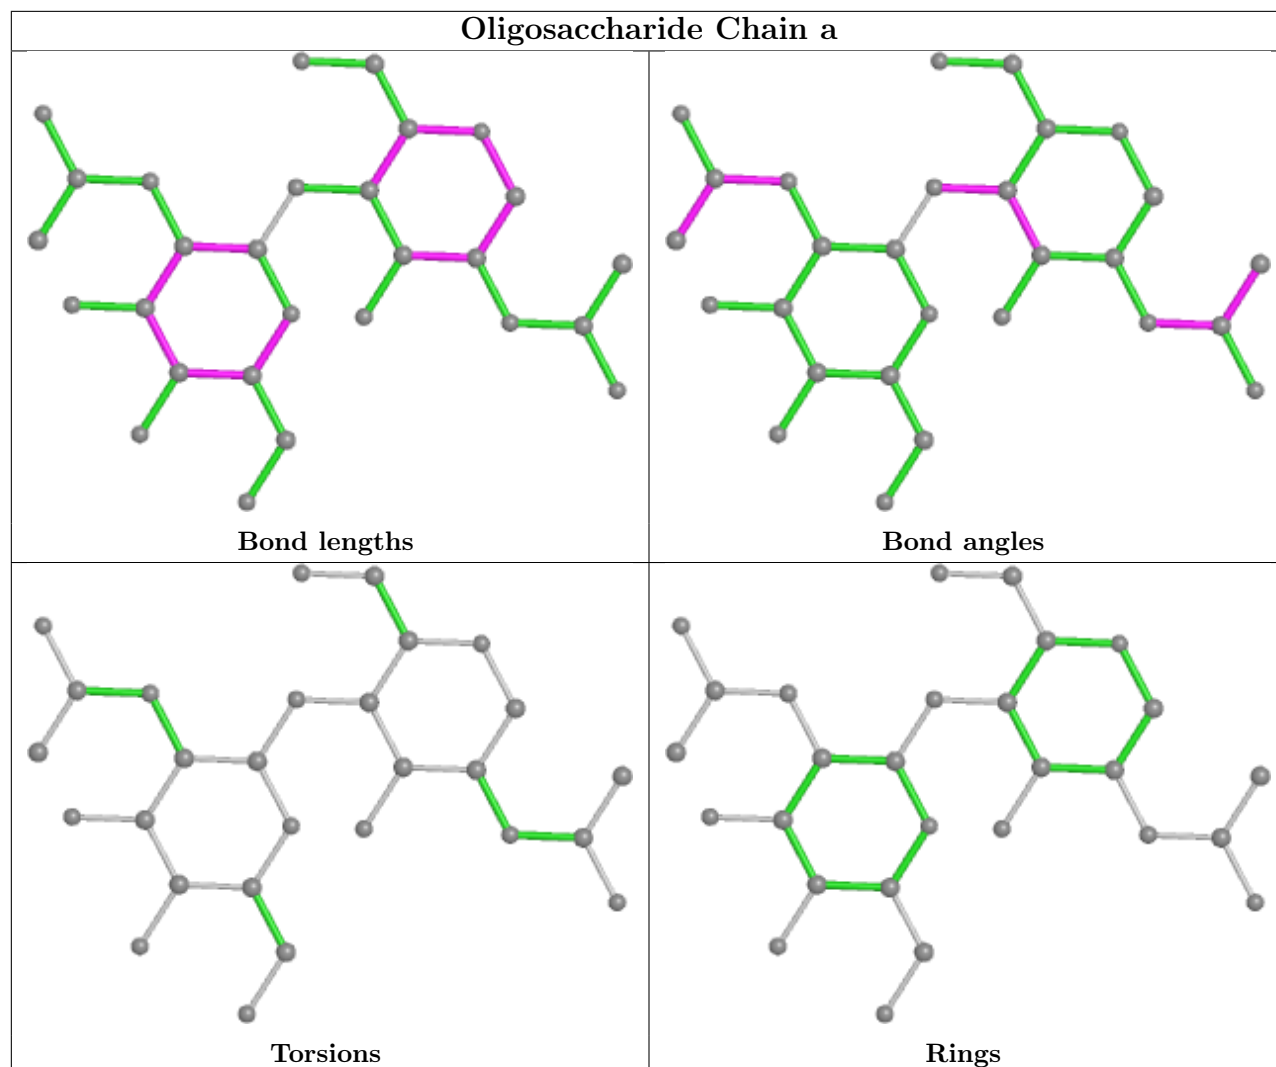 Oligosaccharide Chain a
Bond lengths
Bond angles
Torsions
Rings